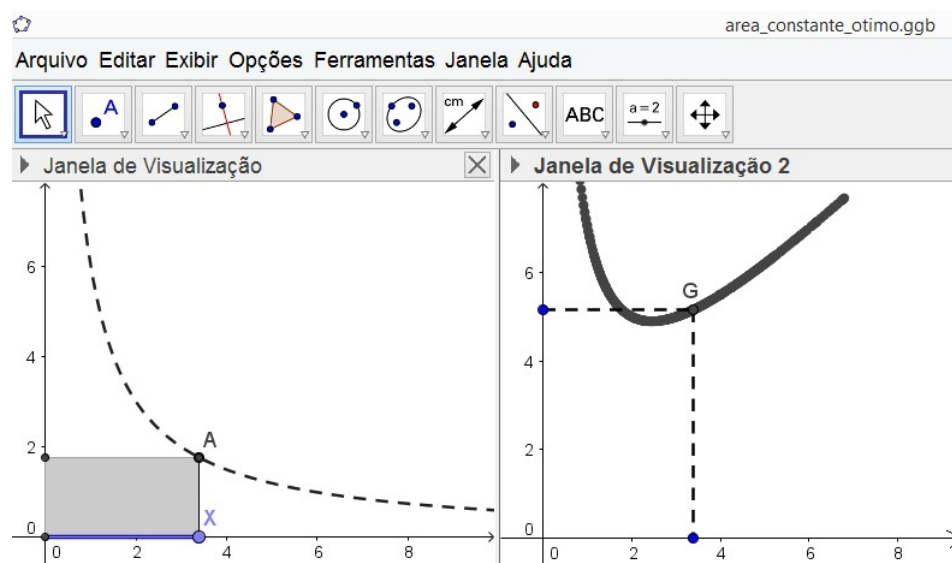 area_constante_otimo.ggb
Arquivo Editar Exibir Opções Ferramentas Janela Ajuda
A cm ABC a = 2
Janela de Visualização
6
4
2
0
0 2 4 6 8
A
X
Janela de Visualização 2
6
4
2
0
0 2 4 6 8
G